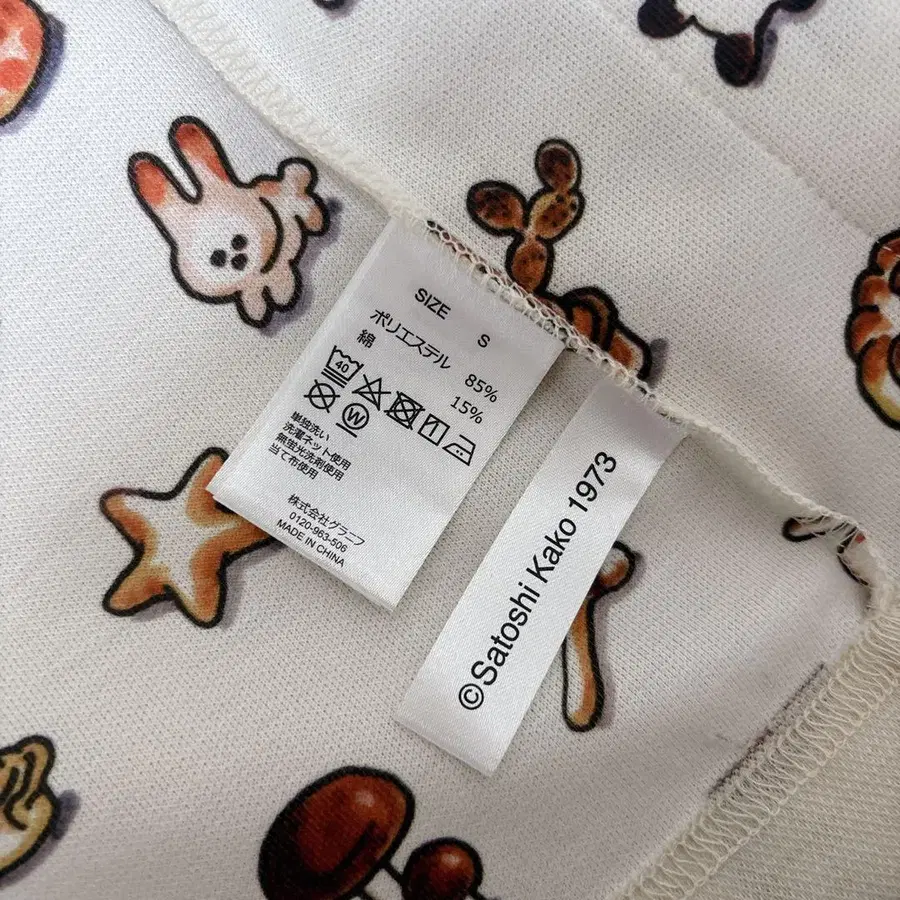 SIZE S
ポリエステル 85%
綿 15%
40
W
単独洗い
洗濯ネット使用
無蛍光洗剤使用
当て布使用
株式会社グラニフ
0120-963-506
MADE IN CHINA
©Satoshi Kako 1973